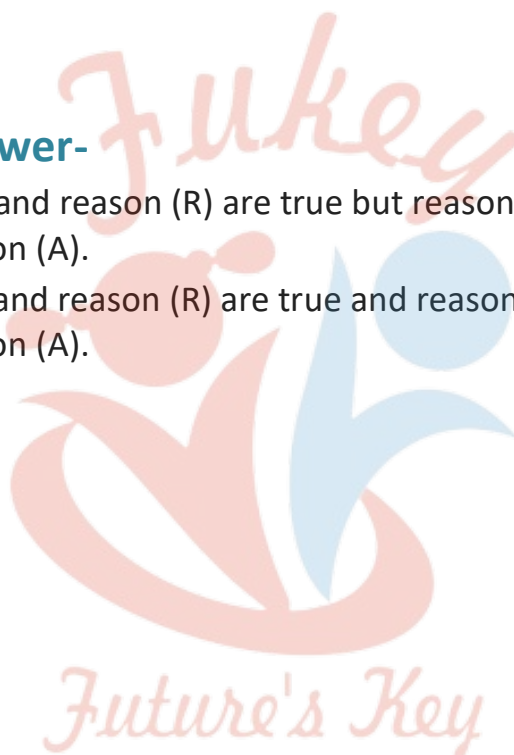 Fukey
wer-
and reason (R) are true but reason
on (A).
and reason (R) are true and reason
on (A).
Future's Key